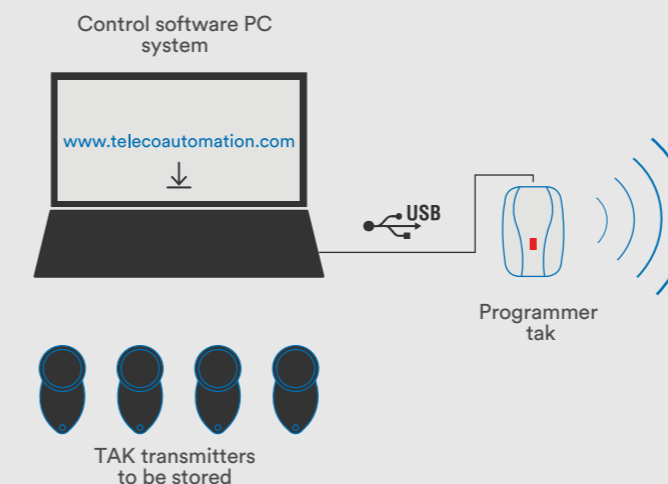 Control software PC
system
www.telecoautomation.com
USB
Programmer
tak
TAK transmitters
to be stored